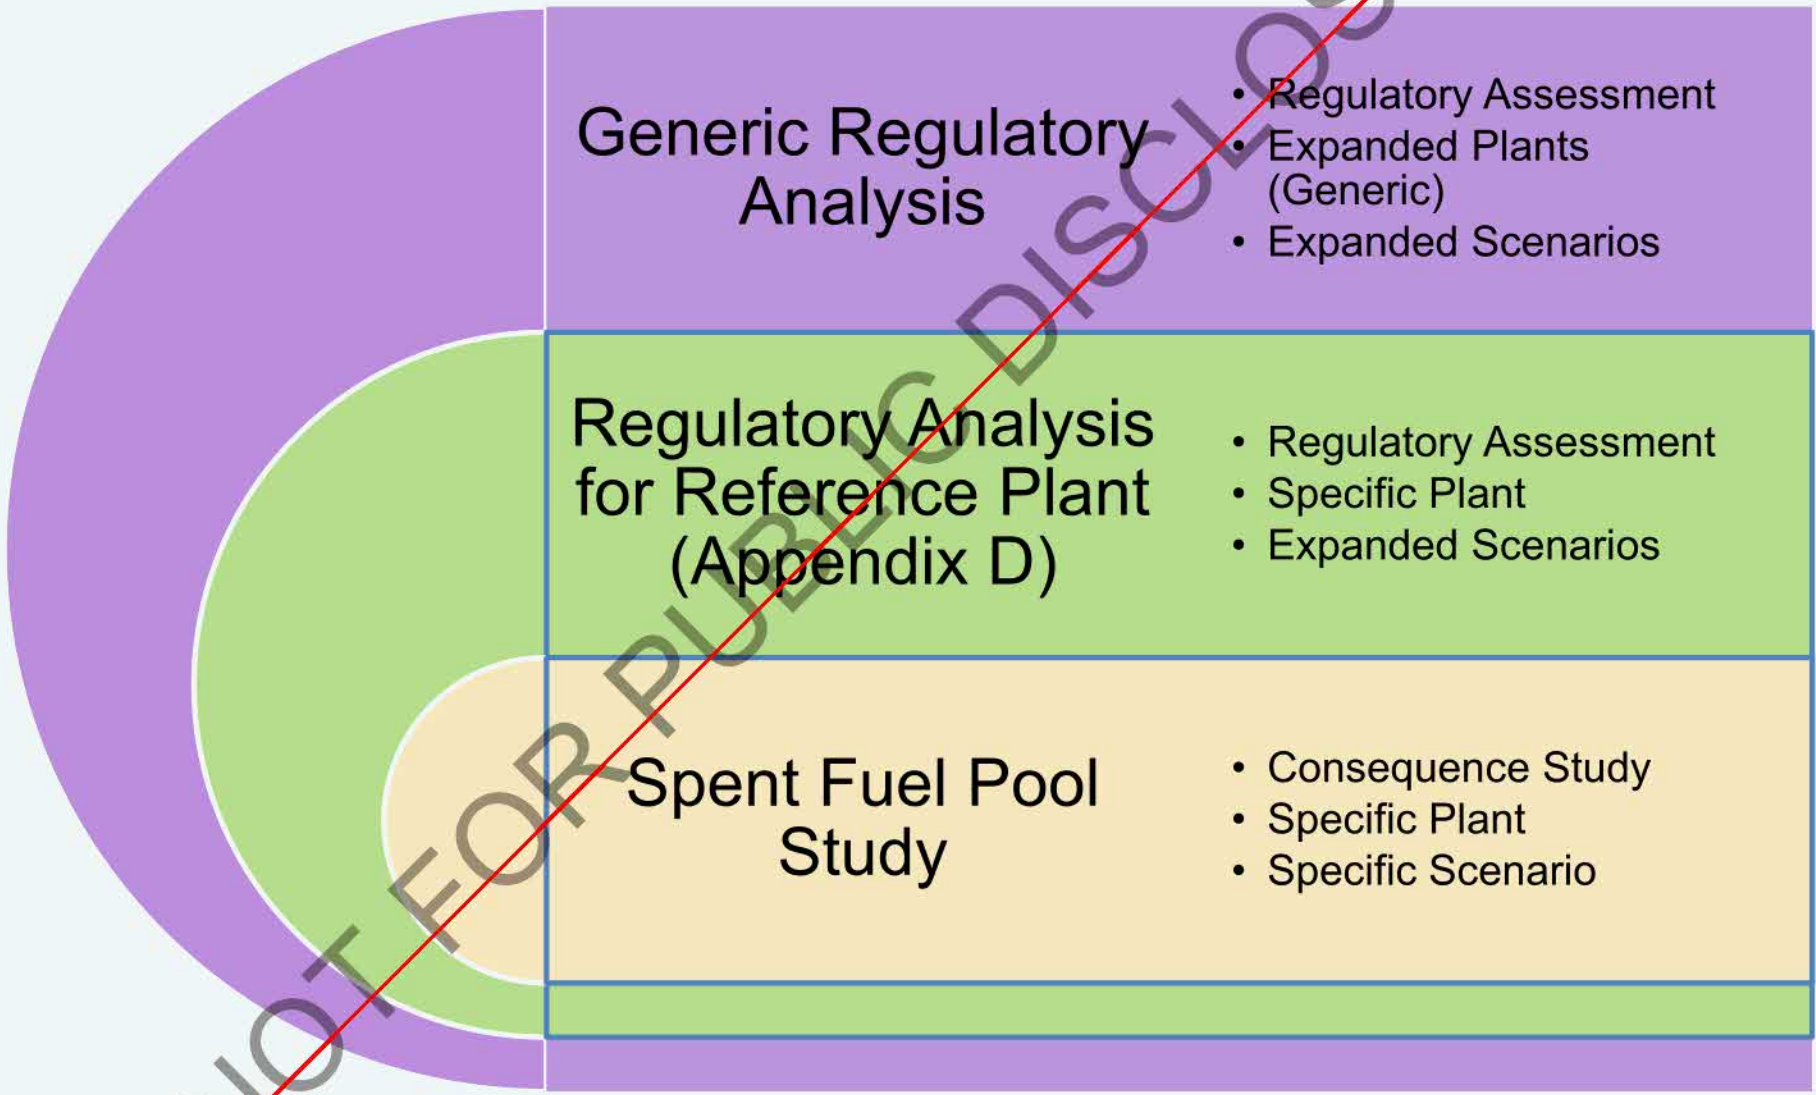 Generic Regulatory
Analysis
• Regulatory Assessment
• Expanded Plants
(Generic)
• Expanded Scenarios
Regulatory Analysis
for Reference Plant
(Appendix D)
• Regulatory Assessment
• Specific Plant
• Expanded Scenarios
Spent Fuel Pool
Study
• Consequence Study
• Specific Plant
• Specific Scenario
NOT FOR PUBLIC DISCLOS